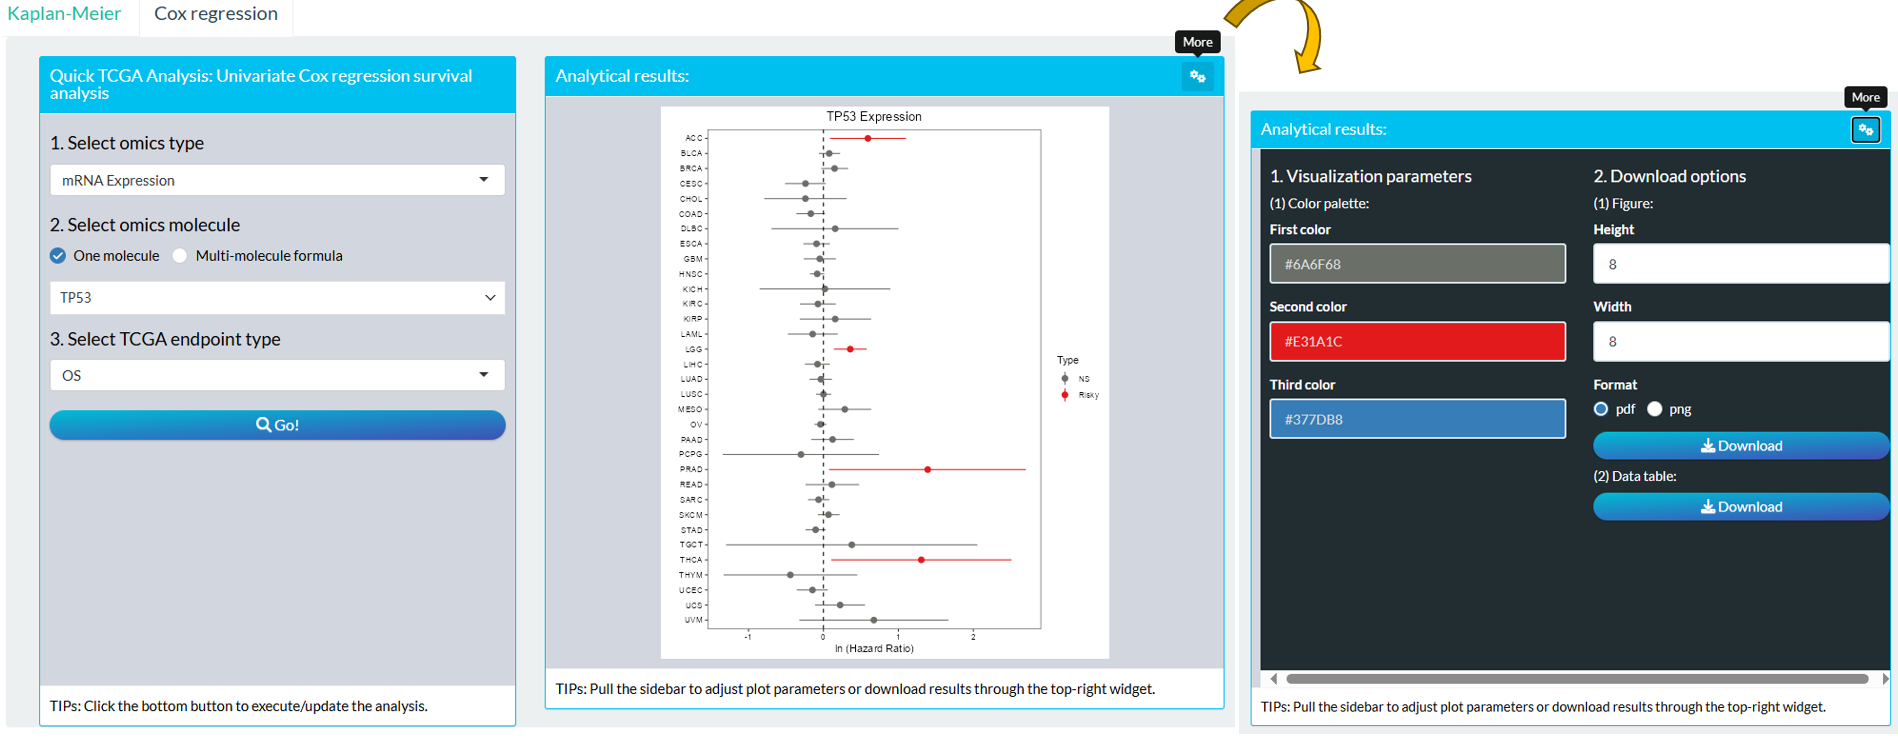 Kaplan-Meier
Cox regression
Quick TCGA Analysis: Univariate Cox regression survival
analysis
1. Select omics type
mRNA Expression
2. Select omics molecule
One molecule
Multi-molecule formula
TP53
3. Select TCGA endpoint type
OS
Go!
TIPs: Click the bottom button to execute/update the analysis.
More
Analytical results:
TP53 Expression
ACC
BLCA
BRCA
CESC
CHOL
COAD
DLBC
ESCA
GBM
HNSC
KICH
KIRC
KIRP
LAML
LGG
LIHC
LUAD
LUSC
MESO
OV
PAAD
PCPG
PRAD
READ
SARC
SKCM
STAD
TGCT
THCA
THYM
UCEC
UCS
UVM
-1 0 1 2
ln (Hazard Ratio)
Type
NS
Risky
TIPs: Pull the sidebar to adjust plot parameters or download results through the top-right widget.
More
Analytical results:
1. Visualization parameters
(1) Color palette:
First color
#6A6F68
Second color
#E31A1C
Third color
#377DB8
2. Download options
(1) Figure:
Height
8
Width
8
Format
pdf png
Download
(2) Data table:
Download
TIPs: Pull the sidebar to adjust plot parameters or download results through the top-right widget.